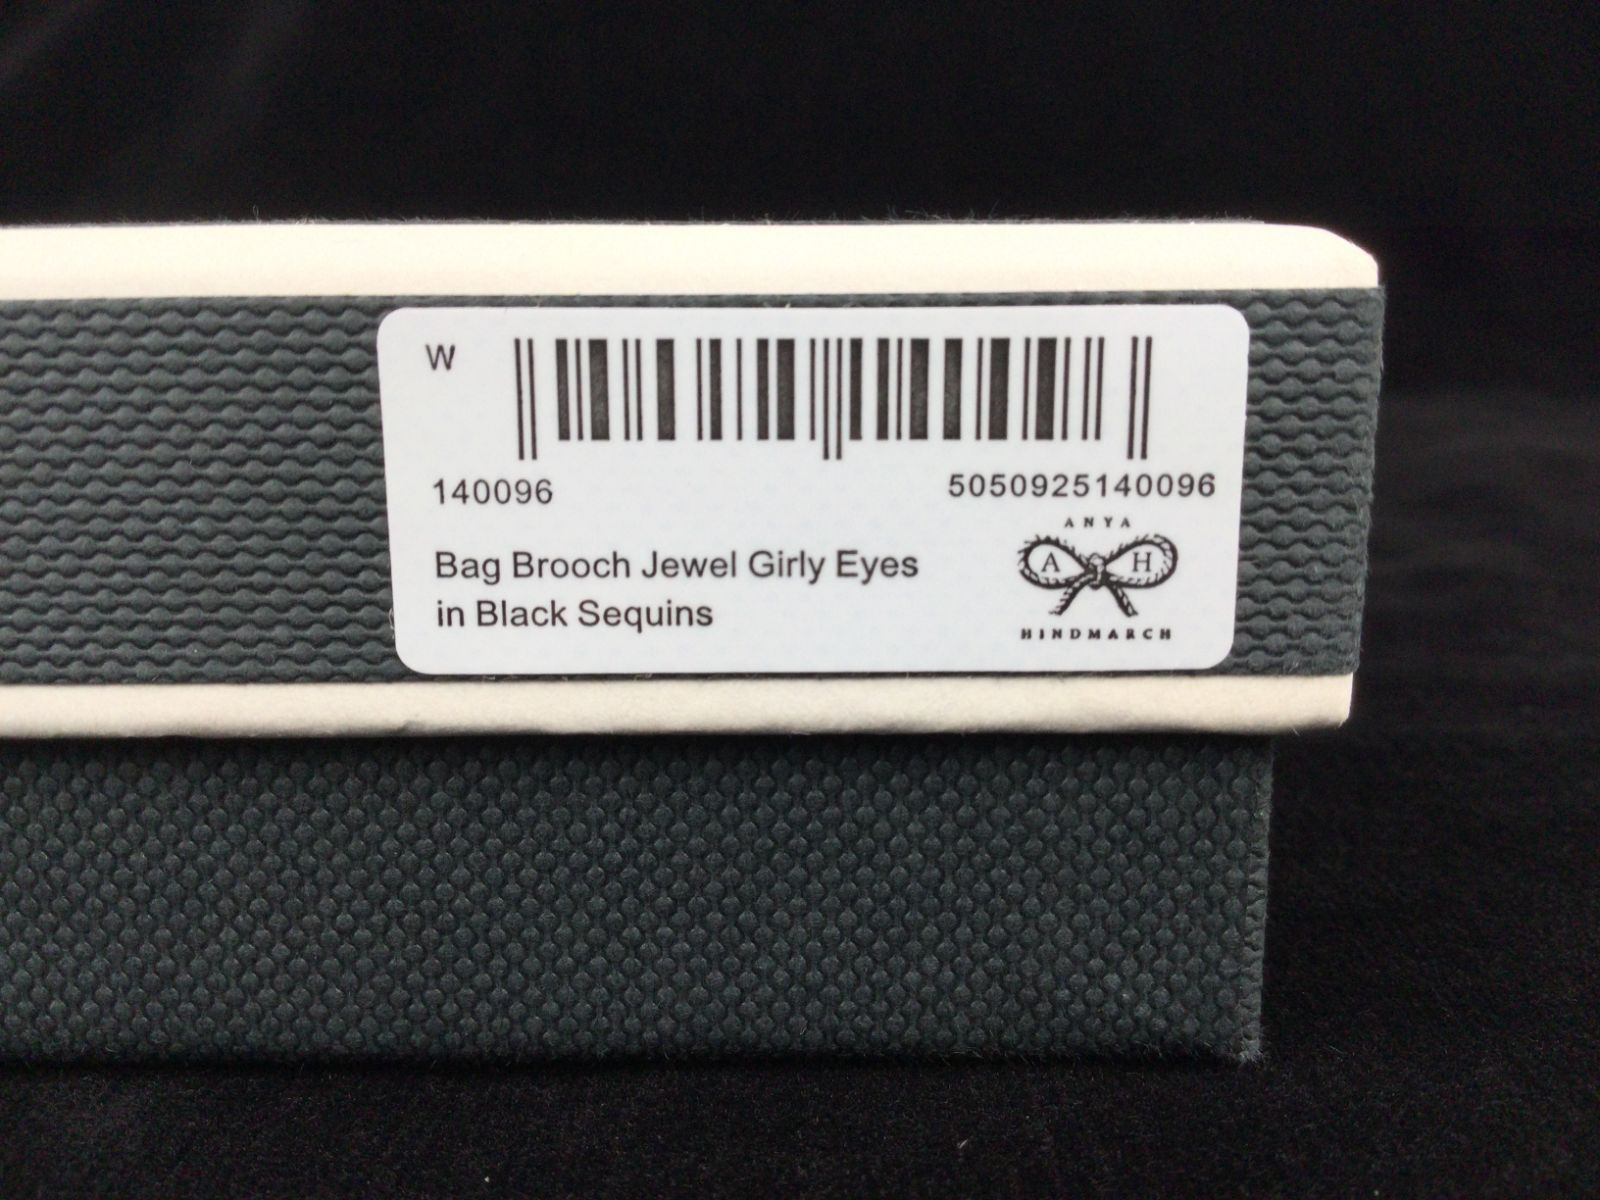 W
140096
5050925140096
Bag Brooch Jewel Girly Eyes
in Black Sequins
ANYA
A H
HINDMARCH